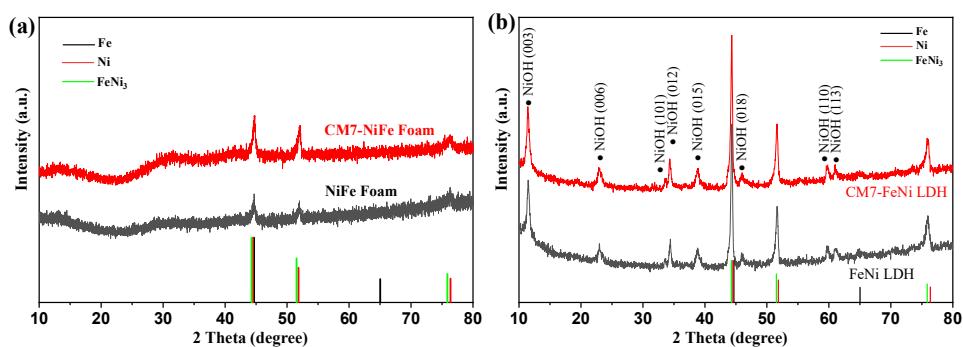 (a)
Fe
Ni
FeNi₃
CM7-NiFe Foam
NiFe Foam
Intensity (a.u.)
10 20 30 40 50 60 70 80
2 Theta (degree)
(b)
Fe
Ni
FeNi₃
NiOH (003)
NiOH (006)
NiOH (101)
NiOH (012)
NiOH (015)
NiOH (018)
NiOH (110)
NiOH (113)
CM7-FeNi LDH
FeNi LDH
Intensity (a.u.)
10 20 30 40 50 60 70 80
2 Theta (degree)